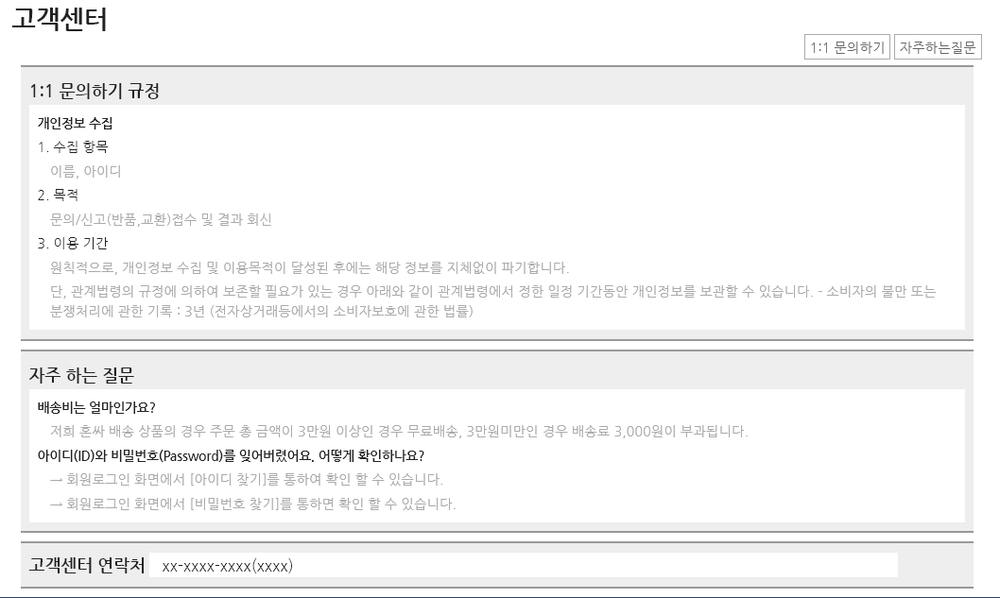 고객센터
1:1 문의하기 자주하는질문
1:1 문의하기 규정
개인정보 수집
1. 수집 항목
이름, 아이디
2. 목적
문의/신고(반품,교환)접수 및 결과 회신
3. 이용 기간
원칙적으로, 개인정보 수집 및 이용목적이 달성된 후에는 해당 정보를 지체없이 파기합니다.
단, 관계법령의 규정에 의하여 보존할 필요가 있는 경우 아래와 같이 관계법령에서 정한 일정 기간동안 개인정보를 보관할 수 있습니다. - 소비자의 불만 또는
분쟁처리에 관한 기록 : 3년 (전자상거래등에서의 소비자보호에 관한 법률)
자주 하는 질문
배송비는 얼마인가요?
저희 혼싸 배송 상품의 경우 주문 총 금액이 3만원 이상인 경우 무료배송, 3만원미만인 경우 배송료 3,000원이 부과됩니다.
아이디(ID)와 비밀번호(Password)를 잊어버렸어요. 어떻게 확인하나요?
→ 회원로그인 화면에서 [아이디 찾기]를 통하여 확인 할 수 있습니다.
→ 회원로그인 화면에서 [비밀번호 찾기]를 통하면 확인 할 수 있습니다.
고객센터 연락처 xx-xxxx-xxxx(xxxx)